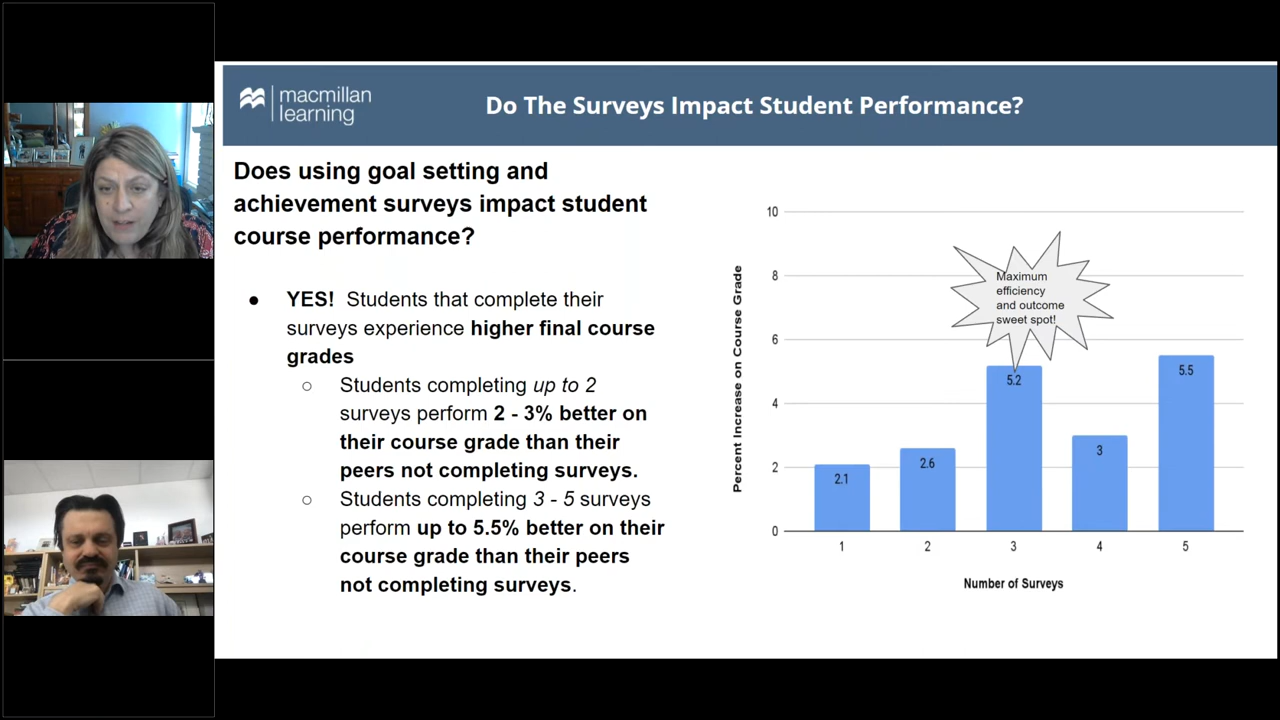 macmillan
learning
Do The Surveys Impact Student Performance?
Does using goal setting and
achievement surveys impact student
course performance?
● YES! Students that complete their
surveys experience higher final course
grades
○ Students completing up to 2
surveys perform 2 - 3% better on
their course grade than their
peers not completing surveys.
○ Students completing 3 - 5 surveys
perform up to 5.5% better on their
course grade than their peers
not completing surveys.
Percent Increase on Course Grade
10
8
6
4
2
0
Maximum
efficiency
and outcome
sweet spot!
2.1
2.6
5.2
3
5.5
1 2 3 4 5
Number of Surveys